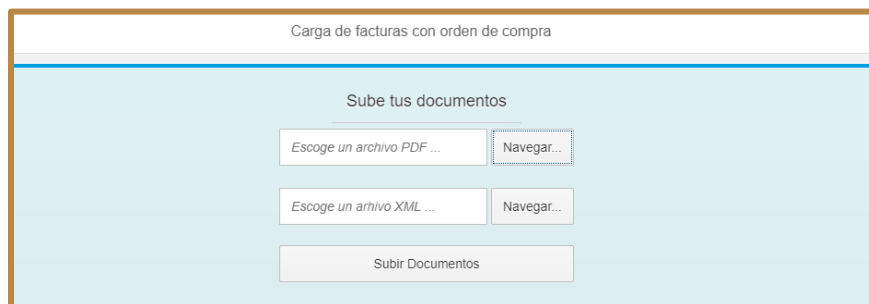 Carga de facturas con orden de compra
Sube tus documentos
Escoge un archivo PDF ... Navegar...
Escoge un arhivo XML ... Navegar...
Subir Documentos